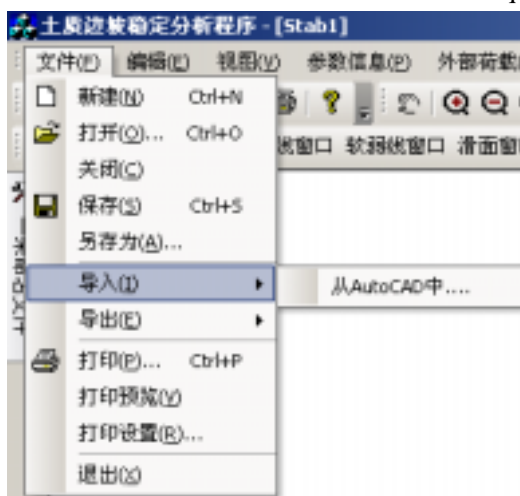 土质边坡稳定分析程序 - [Stab1]
文件(F) 编辑(E) 视图(V) 参数信息(P) 外部荷载
新建(N) Ctrl+N
打开(O)... Ctrl+O
线窗口 软弱线窗口 滑面窗
关闭(C)
保存(S) Ctrl+S
另存为(A)...
导入(I)
从AutoCAD中....
导出(E)
打印(P)... Ctrl+P
打印预览(V)
打印设置(R)...
退出(X)